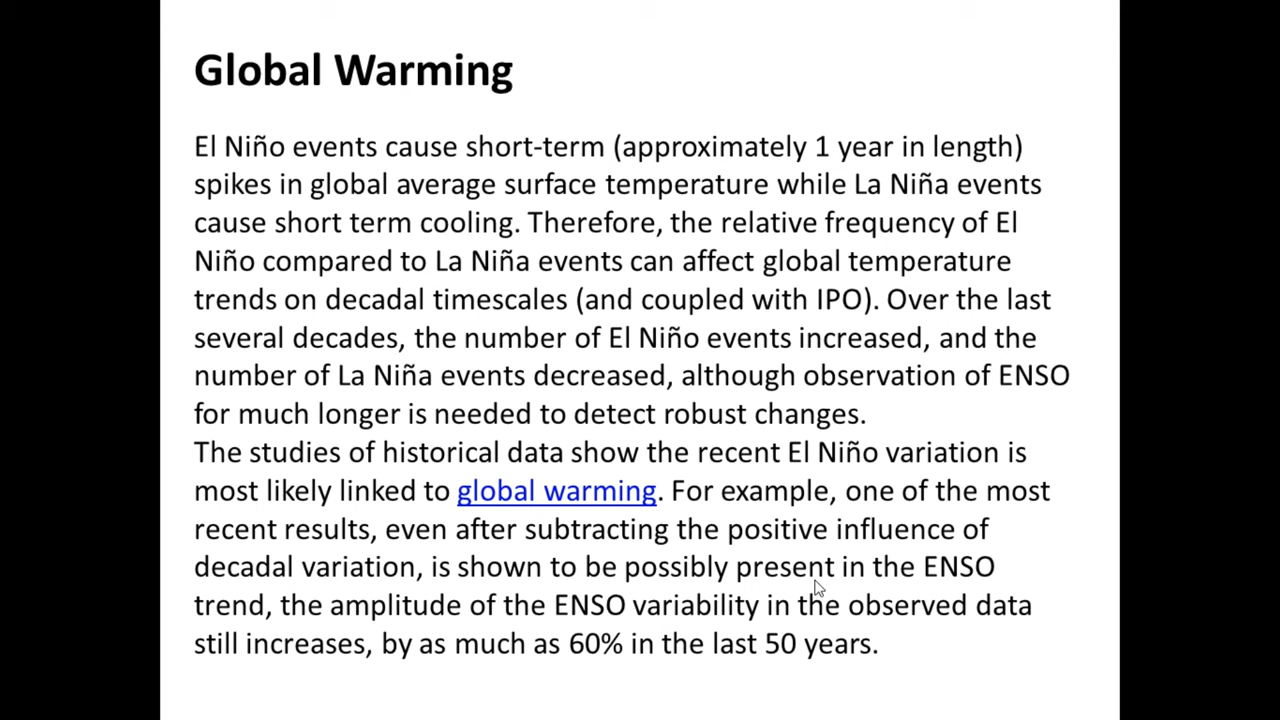 Global Warming
El Niño events cause short-term (approximately 1 year in length)
spikes in global average surface temperature while La Niña events
cause short term cooling. Therefore, the relative frequency of El
Niño compared to La Niña events can affect global temperature
trends on decadal timescales (and coupled with IPO). Over the last
several decades, the number of El Niño events increased, and the
number of La Niña events decreased, although observation of ENSO
for much longer is needed to detect robust changes.
The studies of historical data show the recent El Niño variation is
most likely linked to global warming. For example, one of the most
recent results, even after subtracting the positive influence of
decadal variation, is shown to be possibly present in the ENSO
trend, the amplitude of the ENSO variability in the observed data
still increases, by as much as 60% in the last 50 years.